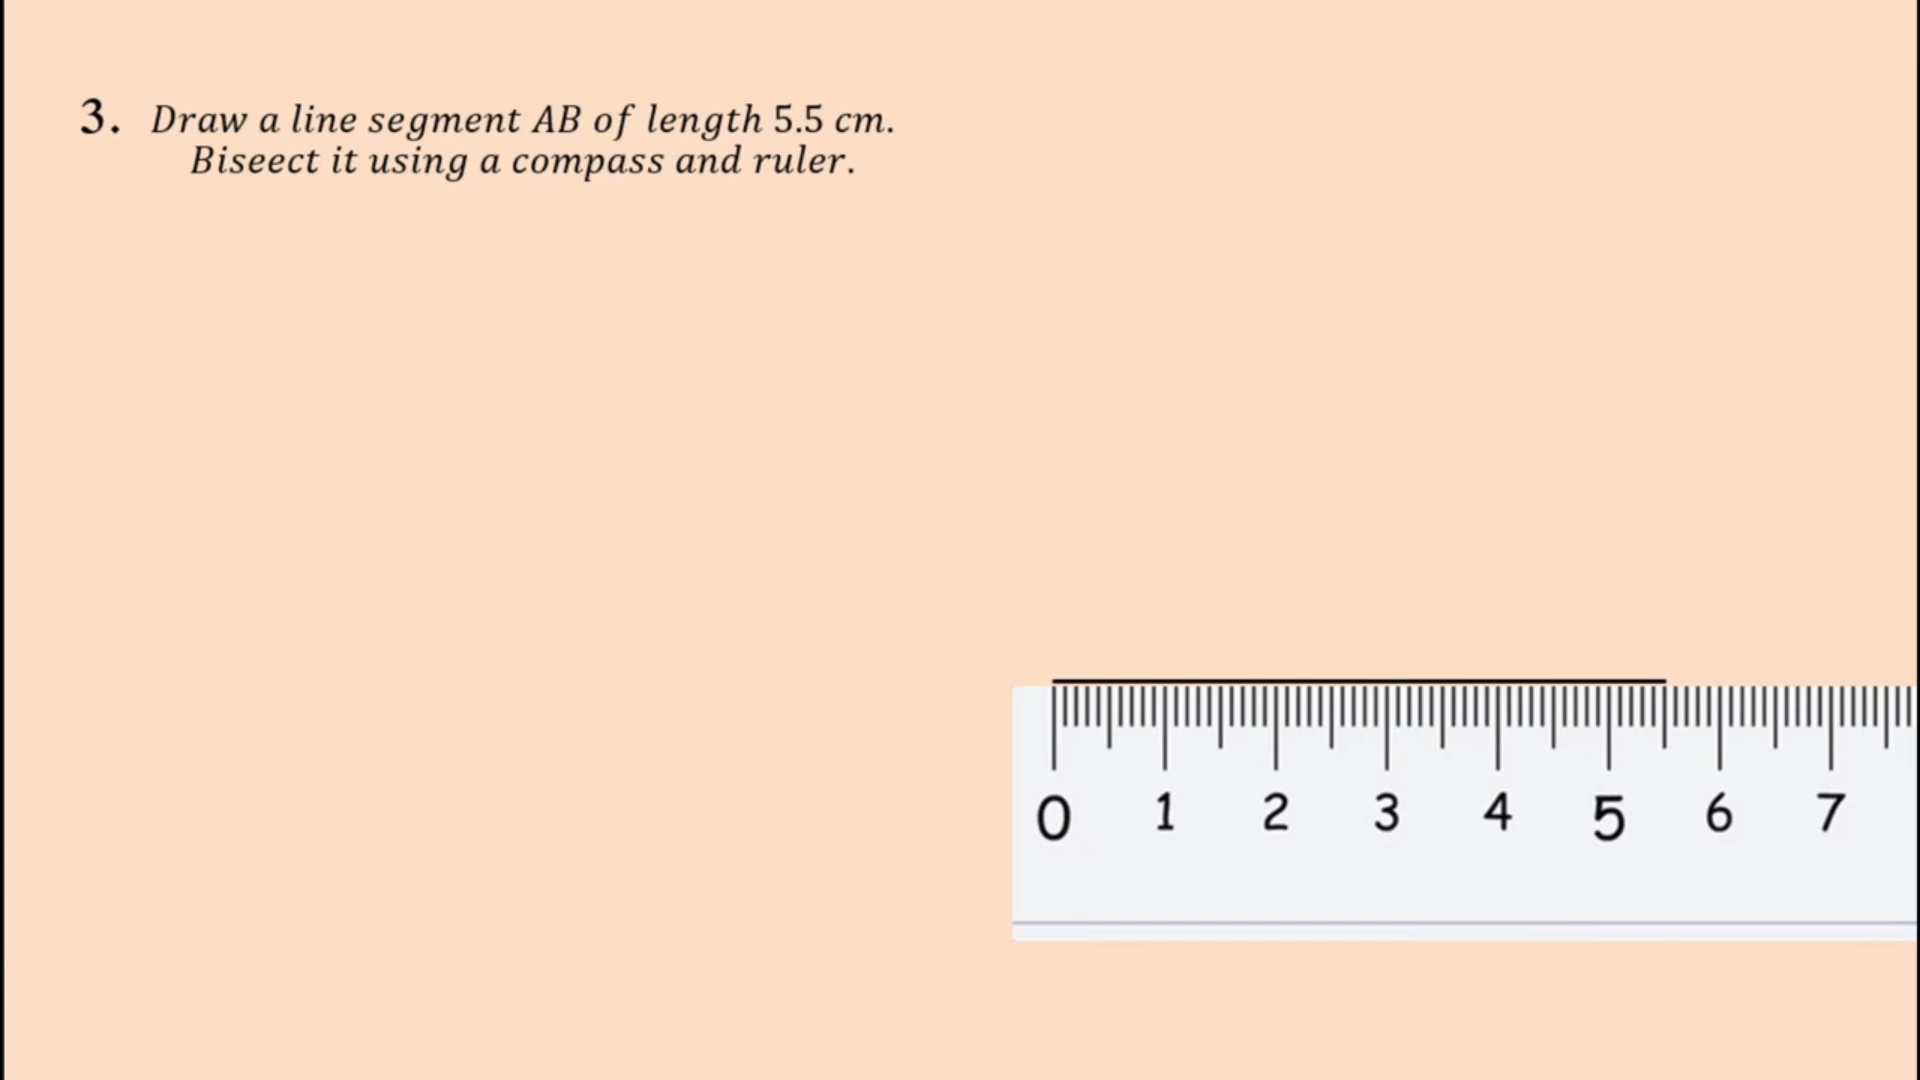 3. Draw a line segment AB of length 5.5 cm.
Biseect it using a compass and ruler.
0 1 2 3 4 5 6 7